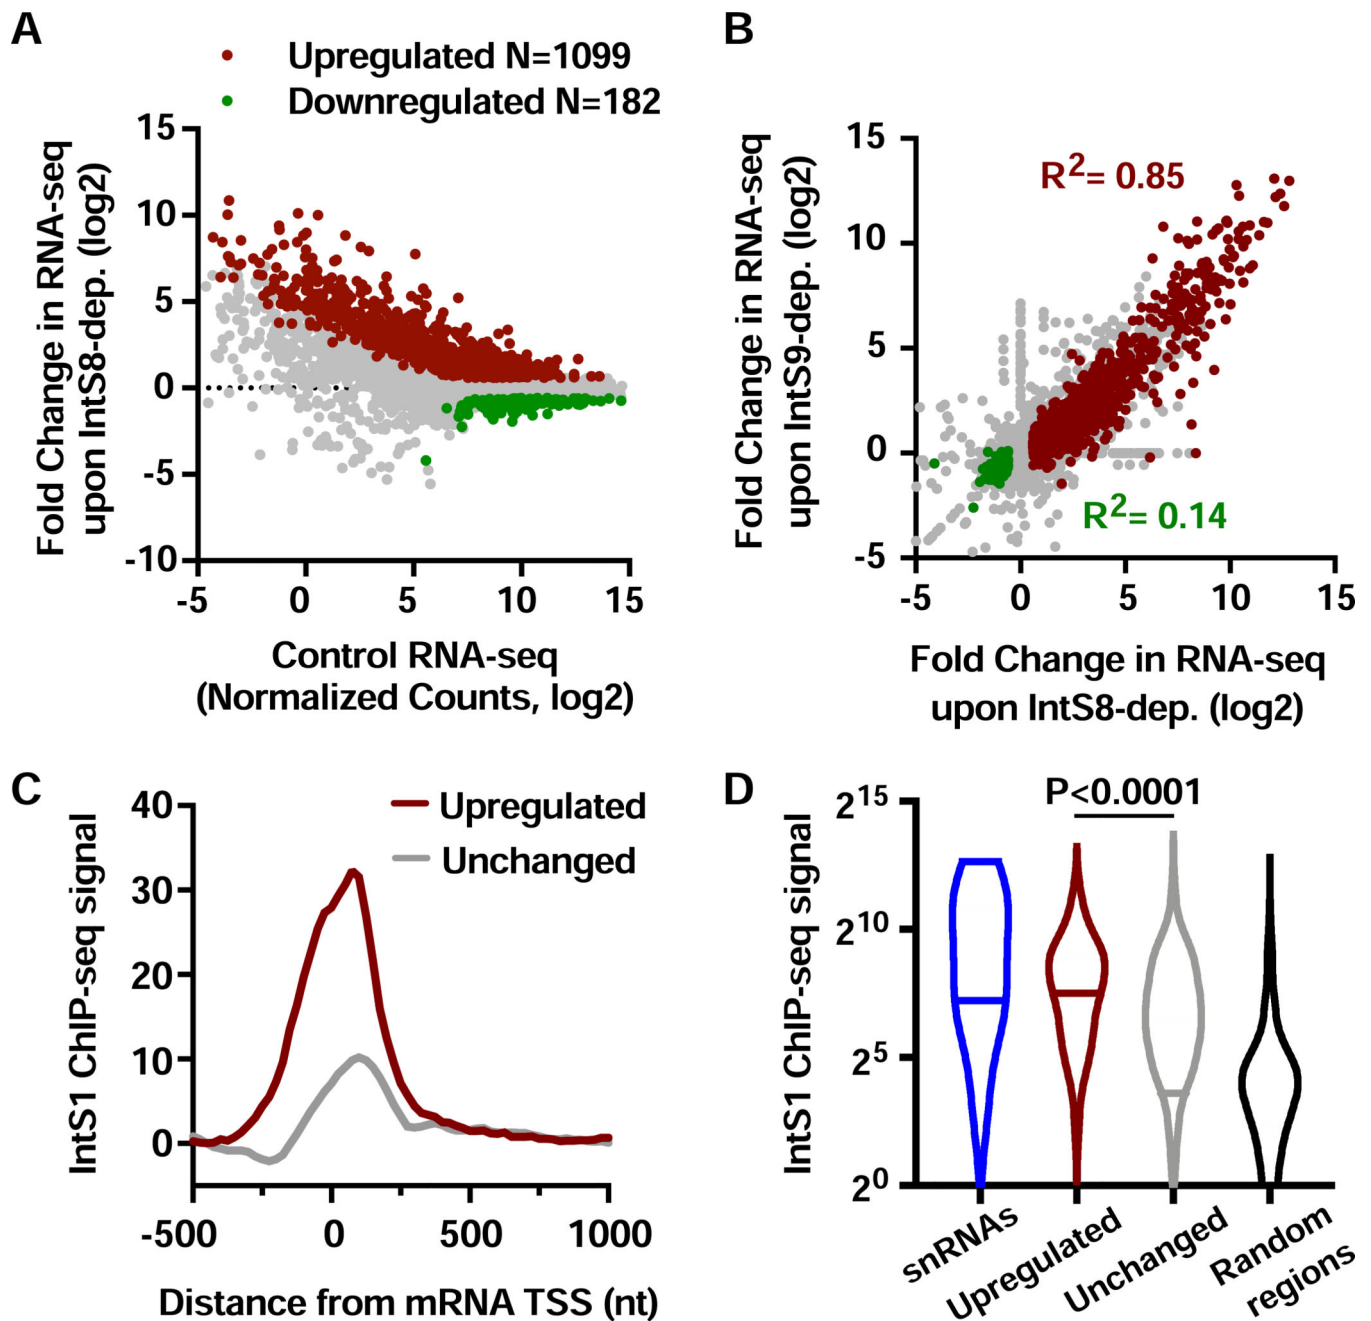 A
Upregulated N=1099
Downregulated N=182
Fold Change in RNA-seq
upon IntS8-dep. (log2)
15
10
5
0
-5
-10
-5
0
5
10
15
Control RNA-seq
(Normalized Counts, log2)
B
Fold Change in RNA-seq
upon IntS9-dep. (log2)
15
10
5
0
-5
R²= 0.85
R²= 0.14
-5
0
5
10
15
Fold Change in RNA-seq
upon IntS8-dep. (log2)
C
IntS1 ChIP-seq signal
40
30
20
10
0
Upregulated
Unchanged
-500
0
500
1000
Distance from mRNA TSS (nt)
D
IntS1 ChIP-seq signal
2¹⁵
2¹⁰
2⁵
2⁰
P<0.0001
snRNAs
Upregulated
Unchanged
Random
regions